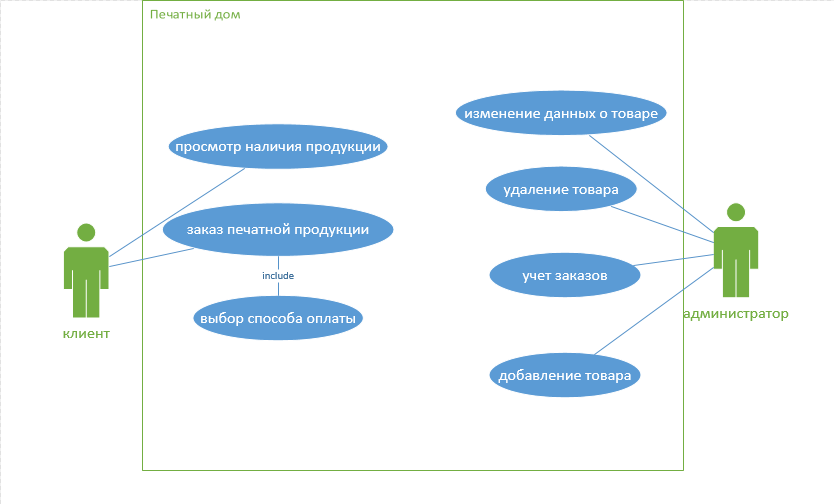 Печатный дом
изменение данных о товаре
просмотр наличия продукции
удаление товара
заказ печатной продукции
include
учет заказов
выбор способа оплаты
клиент
администратор
добавление товара